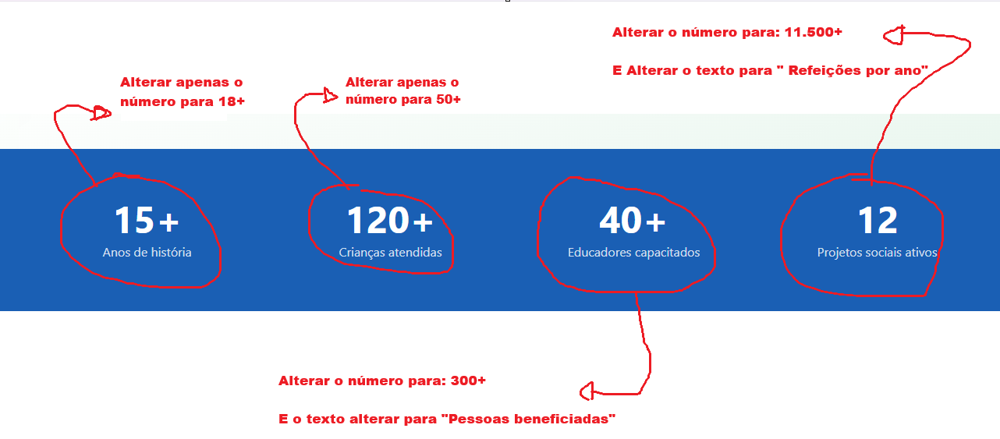 Alterar o número para: 11.500+
E Alterar o texto para " Refeições por ano"
Alterar apenas o
número para 18+
Alterar apenas o
número para 50+
15+
Anos de história
120+
Crianças atendidas
40+
Educadores capacitados
12
Projetos sociais ativos
Alterar o número para: 300+
E o texto alterar para "Pessoas beneficiadas"